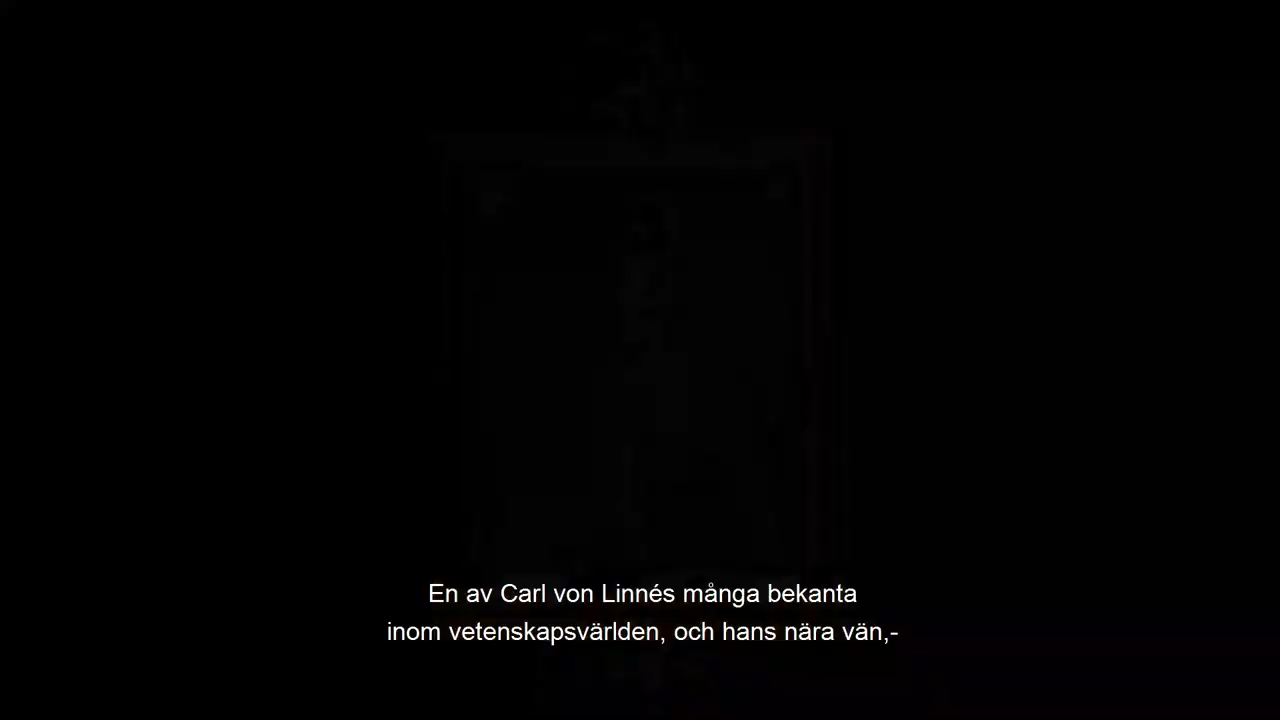 En av Carl von Linnés många bekanta
inom vetenskapsvärlden, och hans nära vän,-